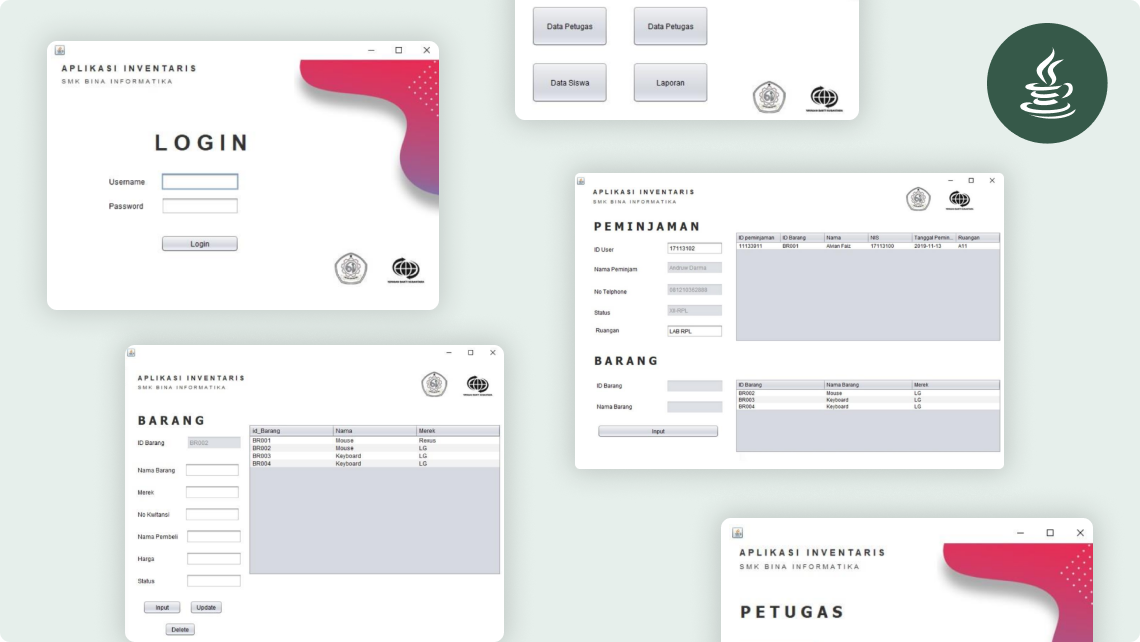 APLIKASI INVENTARIS
SMK BINA INFORMATIKA
LOGIN
Username
Password
Login
Data Petugas Data Petugas
Data Siswa Laporan
APLIKASI INVENTARIS
SMK BINA INFORMATIKA
PEMINJAMAN
ID User 17113102
Nama Peminjam Andrue Darma
No Telphone
Status XII-RPL
Ruangan LAB RPL
ID peminjaman ID Barang Nama NIS Tanggal Pemin... Ruangan
11133011 BR001 Alvian Faiz 17113100 2019-11-13 A11
BARANG
ID Barang
Nama Barang
Input
ID Barang Nama Barang Merek
BR002 Mouse LG
BR003 Keyboard LG
BR004 Keyboard LG
APLIKASI INVENTARIS
SMK BINA INFORMATIKA
BARANG
ID Barang BR002
Nama Barang
Merek
No Kwitansi
Nama Pembeli
Harga
Status
Input Update
Delete
Id_Barang Nama Merek
BR001 Mouse Rexus
BR002 Mouse LG
BR003 Keyboard LG
BR004 Keyboard LG
APLIKASI INVENTARIS
SMK BINA INFORMATIKA
PETUGAS